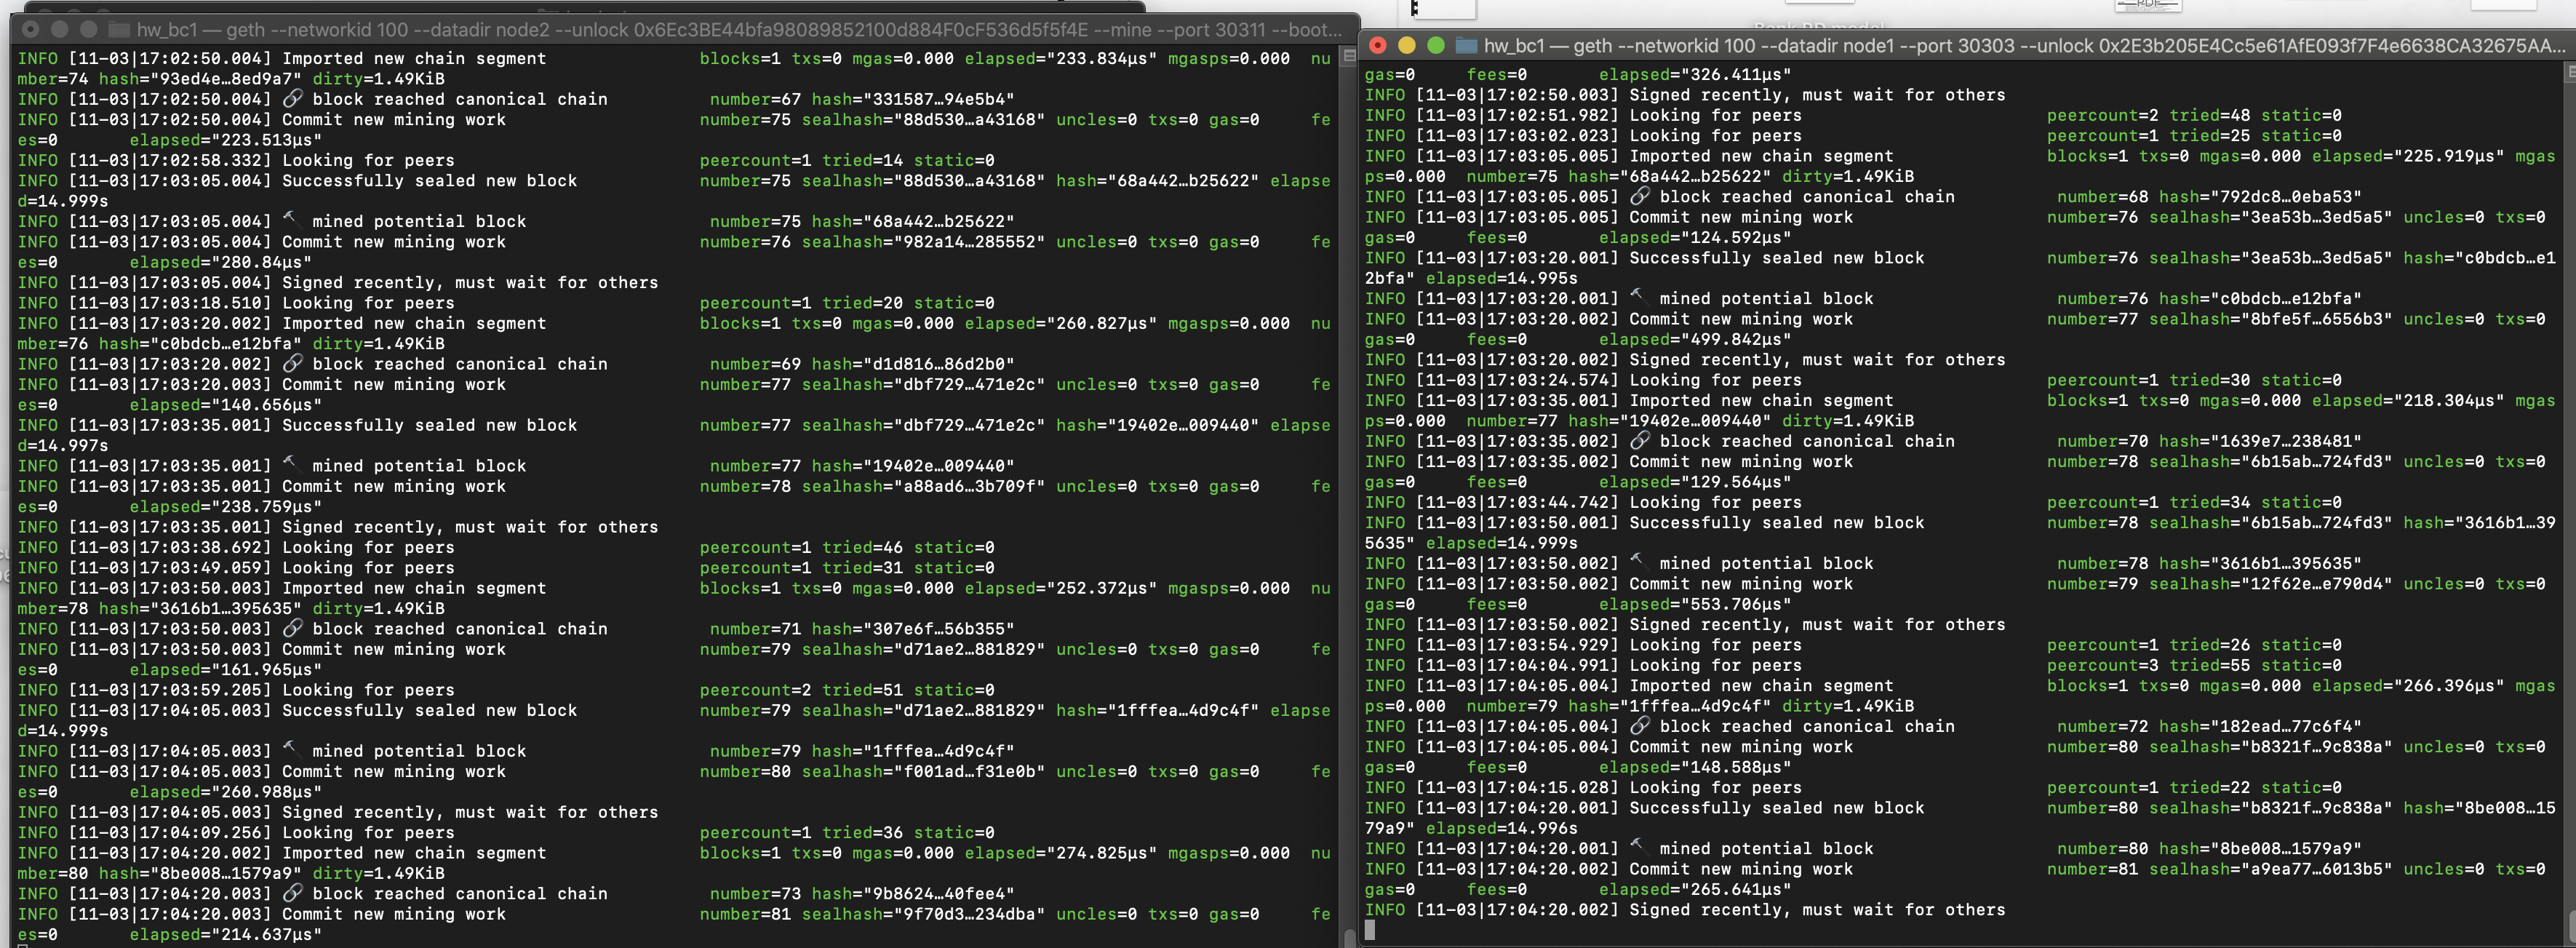 hw_bc1 — geth --networkid 100 --datadir node2 --unlock 0x6Ec3BE44bfa98089852100d884F0cF536d5f5f4E --mine --port 30311 --boot...
INFO [11-03|17:02:50.004] Imported new chain segment blocks=1 txs=0 mgas=0.000 elapsed="233.834µs" mgasps=0.000 nu
mber=74 hash="93ed4e…8ed9a7" dirty=1.49KiB
INFO [11-03|17:02:50.004] 🔗 block reached canonical chain number=67 hash="331587…94e5b4"
INFO [11-03|17:02:50.004] Commit new mining work number=75 sealhash="88d530…a43168" uncles=0 txs=0 gas=0 fe
es=0 elapsed="223.513µs"
INFO [11-03|17:02:58.332] Looking for peers peercount=1 tried=14 static=0
INFO [11-03|17:03:05.004] Successfully sealed new block number=75 sealhash="88d530…a43168" hash="68a442…b25622" elapse
d=14.999s
INFO [11-03|17:03:05.004] 🔨 mined potential block number=75 hash="68a442…b25622"
INFO [11-03|17:03:05.004] Commit new mining work number=76 sealhash="982a14…285552" uncles=0 txs=0 gas=0 fe
es=0 elapsed="280.84µs"
INFO [11-03|17:03:05.004] Signed recently, must wait for others
INFO [11-03|17:03:18.510] Looking for peers peercount=1 tried=20 static=0
INFO [11-03|17:03:20.002] Imported new chain segment blocks=1 txs=0 mgas=0.000 elapsed="260.827µs" mgasps=0.000 nu
mber=76 hash="c0bdcb…e12bfa" dirty=1.49KiB
INFO [11-03|17:03:20.002] 🔗 block reached canonical chain number=69 hash="d1d816…86d2b0"
INFO [11-03|17:03:20.003] Commit new mining work number=77 sealhash="dbf729…471e2c" uncles=0 txs=0 gas=0 fe
es=0 elapsed="140.656µs"
INFO [11-03|17:03:35.001] Successfully sealed new block number=77 sealhash="dbf729…471e2c" hash="19402e…009440" elapse
d=14.997s
INFO [11-03|17:03:35.001] 🔨 mined potential block number=77 hash="19402e…009440"
INFO [11-03|17:03:35.001] Commit new mining work number=78 sealhash="a88ad6…3b709f" uncles=0 txs=0 gas=0 fe
es=0 elapsed="238.759µs"
INFO [11-03|17:03:35.001] Signed recently, must wait for others
INFO [11-03|17:03:38.692] Looking for peers peercount=1 tried=46 static=0
INFO [11-03|17:03:49.059] Looking for peers peercount=1 tried=31 static=0
INFO [11-03|17:03:50.003] Imported new chain segment blocks=1 txs=0 mgas=0.000 elapsed="252.372µs" mgasps=0.000 nu
mber=78 hash="3616b1…395635" dirty=1.49KiB
INFO [11-03|17:03:50.003] 🔗 block reached canonical chain number=71 hash="307e6f…56b355"
INFO [11-03|17:03:50.003] Commit new mining work number=79 sealhash="d71ae2…881829" uncles=0 txs=0 gas=0 fe
es=0 elapsed="161.965µs"
INFO [11-03|17:03:59.205] Looking for peers peercount=2 tried=51 static=0
INFO [11-03|17:04:05.003] Successfully sealed new block number=79 sealhash="d71ae2…881829" hash="1fffea…4d9c4f" elapse
d=14.999s
INFO [11-03|17:04:05.003] 🔨 mined potential block number=79 hash="1fffea…4d9c4f"
INFO [11-03|17:04:05.003] Commit new mining work number=80 sealhash="f001ad…f31e0b" uncles=0 txs=0 gas=0 fe
es=0 elapsed="260.988µs"
INFO [11-03|17:04:05.003] Signed recently, must wait for others
INFO [11-03|17:04:09.256] Looking for peers peercount=1 tried=36 static=0
INFO [11-03|17:04:20.002] Imported new chain segment blocks=1 txs=0 mgas=0.000 elapsed="274.825µs" mgasps=0.000 nu
mber=80 hash="8be008…1579a9" dirty=1.49KiB
INFO [11-03|17:04:20.003] 🔗 block reached canonical chain number=73 hash="9b8624…40fee4"
INFO [11-03|17:04:20.003] Commit new mining work number=81 sealhash="9f70d3…234dba" uncles=0 txs=0 gas=0 fe
es=0 elapsed="214.637µs"
hw_bc1 — geth --networkid 100 --datadir node1 --port 30303 --unlock 0x2E3b205E4Cc5e61AfE093f7F4e6638CA32675AA...
gas=0 fees=0 elapsed="326.411µs"
INFO [11-03|17:02:50.003] Signed recently, must wait for others
INFO [11-03|17:02:51.982] Looking for peers peercount=2 tried=48 static=0
INFO [11-03|17:03:02.023] Looking for peers peercount=1 tried=25 static=0
INFO [11-03|17:03:05.005] Imported new chain segment blocks=1 txs=0 mgas=0.000 elapsed="225.919µs" mgas
ps=0.000 number=75 hash="68a442…b25622" dirty=1.49KiB
INFO [11-03|17:03:05.005] 🔗 block reached canonical chain number=68 hash="792dc8…0eba53"
INFO [11-03|17:03:05.005] Commit new mining work number=76 sealhash="3ea53b…3ed5a5" uncles=0 txs=0
gas=0 fees=0 elapsed="124.592µs"
INFO [11-03|17:03:20.001] Successfully sealed new block number=76 sealhash="3ea53b…3ed5a5" hash="c0bdcb…e1
2bfa" elapsed=14.995s
INFO [11-03|17:03:20.001] 🔨 mined potential block number=76 hash="c0bdcb…e12bfa"
INFO [11-03|17:03:20.002] Commit new mining work number=77 sealhash="8bfe5f…6556b3" uncles=0 txs=0
gas=0 fees=0 elapsed="499.842µs"
INFO [11-03|17:03:20.002] Signed recently, must wait for others
INFO [11-03|17:03:24.574] Looking for peers peercount=1 tried=30 static=0
INFO [11-03|17:03:35.001] Imported new chain segment blocks=1 txs=0 mgas=0.000 elapsed="218.304µs" mgas
ps=0.000 number=77 hash="19402e…009440" dirty=1.49KiB
INFO [11-03|17:03:35.002] 🔗 block reached canonical chain number=70 hash="1639e7…238481"
INFO [11-03|17:03:35.002] Commit new mining work number=78 sealhash="6b15ab…724fd3" uncles=0 txs=0
gas=0 fees=0 elapsed="129.564µs"
INFO [11-03|17:03:44.742] Looking for peers peercount=1 tried=34 static=0
INFO [11-03|17:03:50.001] Successfully sealed new block number=78 sealhash="6b15ab…724fd3" hash="3616b1…39
5635" elapsed=14.999s
INFO [11-03|17:03:50.002] 🔨 mined potential block number=78 hash="3616b1…395635"
INFO [11-03|17:03:50.002] Commit new mining work number=79 sealhash="12f62e…e790d4" uncles=0 txs=0
gas=0 fees=0 elapsed="553.706µs"
INFO [11-03|17:03:50.002] Signed recently, must wait for others
INFO [11-03|17:03:54.929] Looking for peers peercount=1 tried=26 static=0
INFO [11-03|17:04:04.991] Looking for peers peercount=3 tried=55 static=0
INFO [11-03|17:04:05.004] Imported new chain segment blocks=1 txs=0 mgas=0.000 elapsed="266.396µs" mgas
ps=0.000 number=79 hash="1fffea…4d9c4f" dirty=1.49KiB
INFO [11-03|17:04:05.004] 🔗 block reached canonical chain number=72 hash="182ead…77c6f4"
INFO [11-03|17:04:05.004] Commit new mining work number=80 sealhash="b8321f…9c838a" uncles=0 txs=0
gas=0 fees=0 elapsed="148.588µs"
INFO [11-03|17:04:15.028] Looking for peers peercount=1 tried=22 static=0
INFO [11-03|17:04:20.001] Successfully sealed new block number=80 sealhash="b8321f…9c838a" hash="8be008…15
79a9" elapsed=14.996s
INFO [11-03|17:04:20.001] 🔨 mined potential block number=80 hash="8be008…1579a9"
INFO [11-03|17:04:20.002] Commit new mining work number=81 sealhash="a9ea77…6013b5" uncles=0 txs=0
gas=0 fees=0 elapsed="265.641µs"
INFO [11-03|17:04:20.002] Signed recently, must wait for others